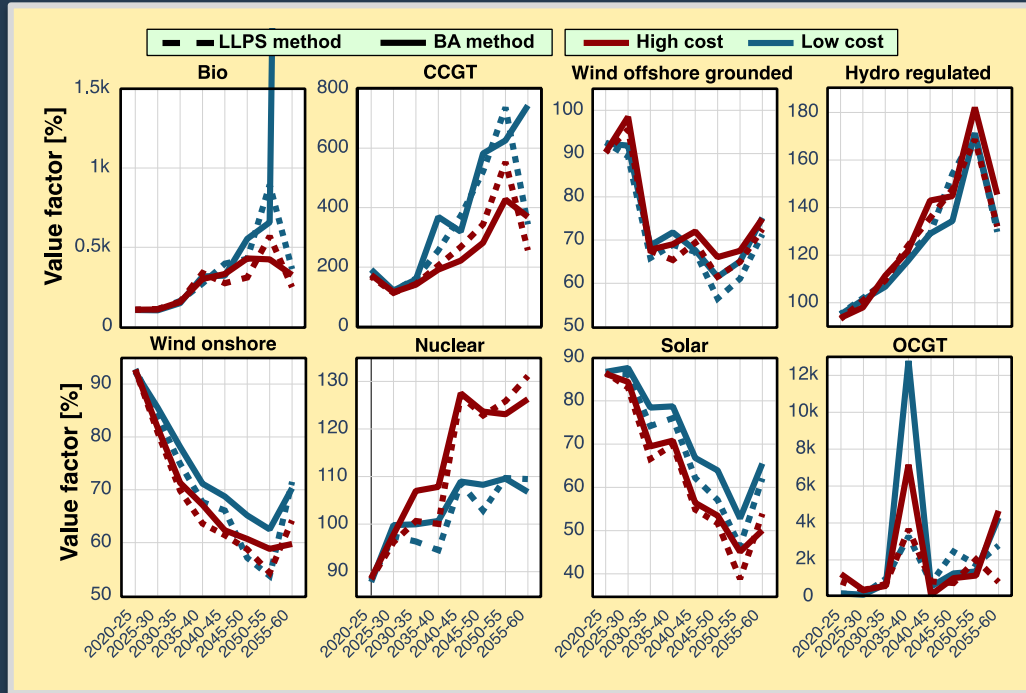 LLPS method BA method High cost Low cost
Bio CCGT Wind offshore grounded Hydro regulated
Value factor [%]
1.5k
1k
0.5k
0
800
600
400
200
0
100
90
80
70
60
50
180
160
140
120
100
Wind onshore Nuclear Solar OCGT
Value factor [%]
90
80
70
60
50
130
120
110
100
90
90
80
70
60
50
40
12k
10k
8k
6k
4k
2k
0
2020-25 2025-30 2030-35 2035-40 2040-45 2045-50 2050-55 2055-60
2020-25 2025-30 2030-35 2035-40 2040-45 2045-50 2050-55 2055-60
2020-25 2025-30 2030-35 2035-40 2040-45 2045-50 2050-55 2055-60
2020-25 2025-30 2030-35 2035-40 2040-45 2045-50 2050-55 2055-60